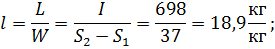 l = L/W = I/(S₂ − S₁) = 698/37 = 18,9 кг/кг;